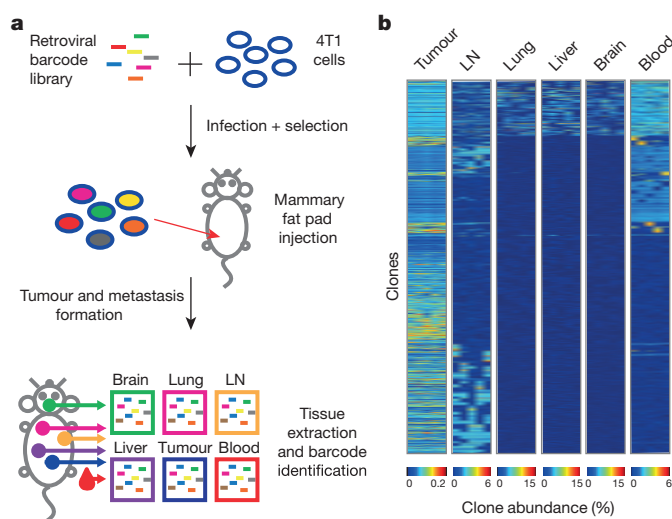 a
Retroviral
barcode
library
4T1
cells
Infection + selection
Mammary
fat pad
injection
Tumour and metastasis
formation
Brain Lung LN
Liver Tumour Blood
Tissue
extraction
and barcode
identification
b
Tumour LN Lung Liver Brain Blood
Clones
0 0.2 0 6 0 15 0 15 0 15 0 6
Clone abundance (%)